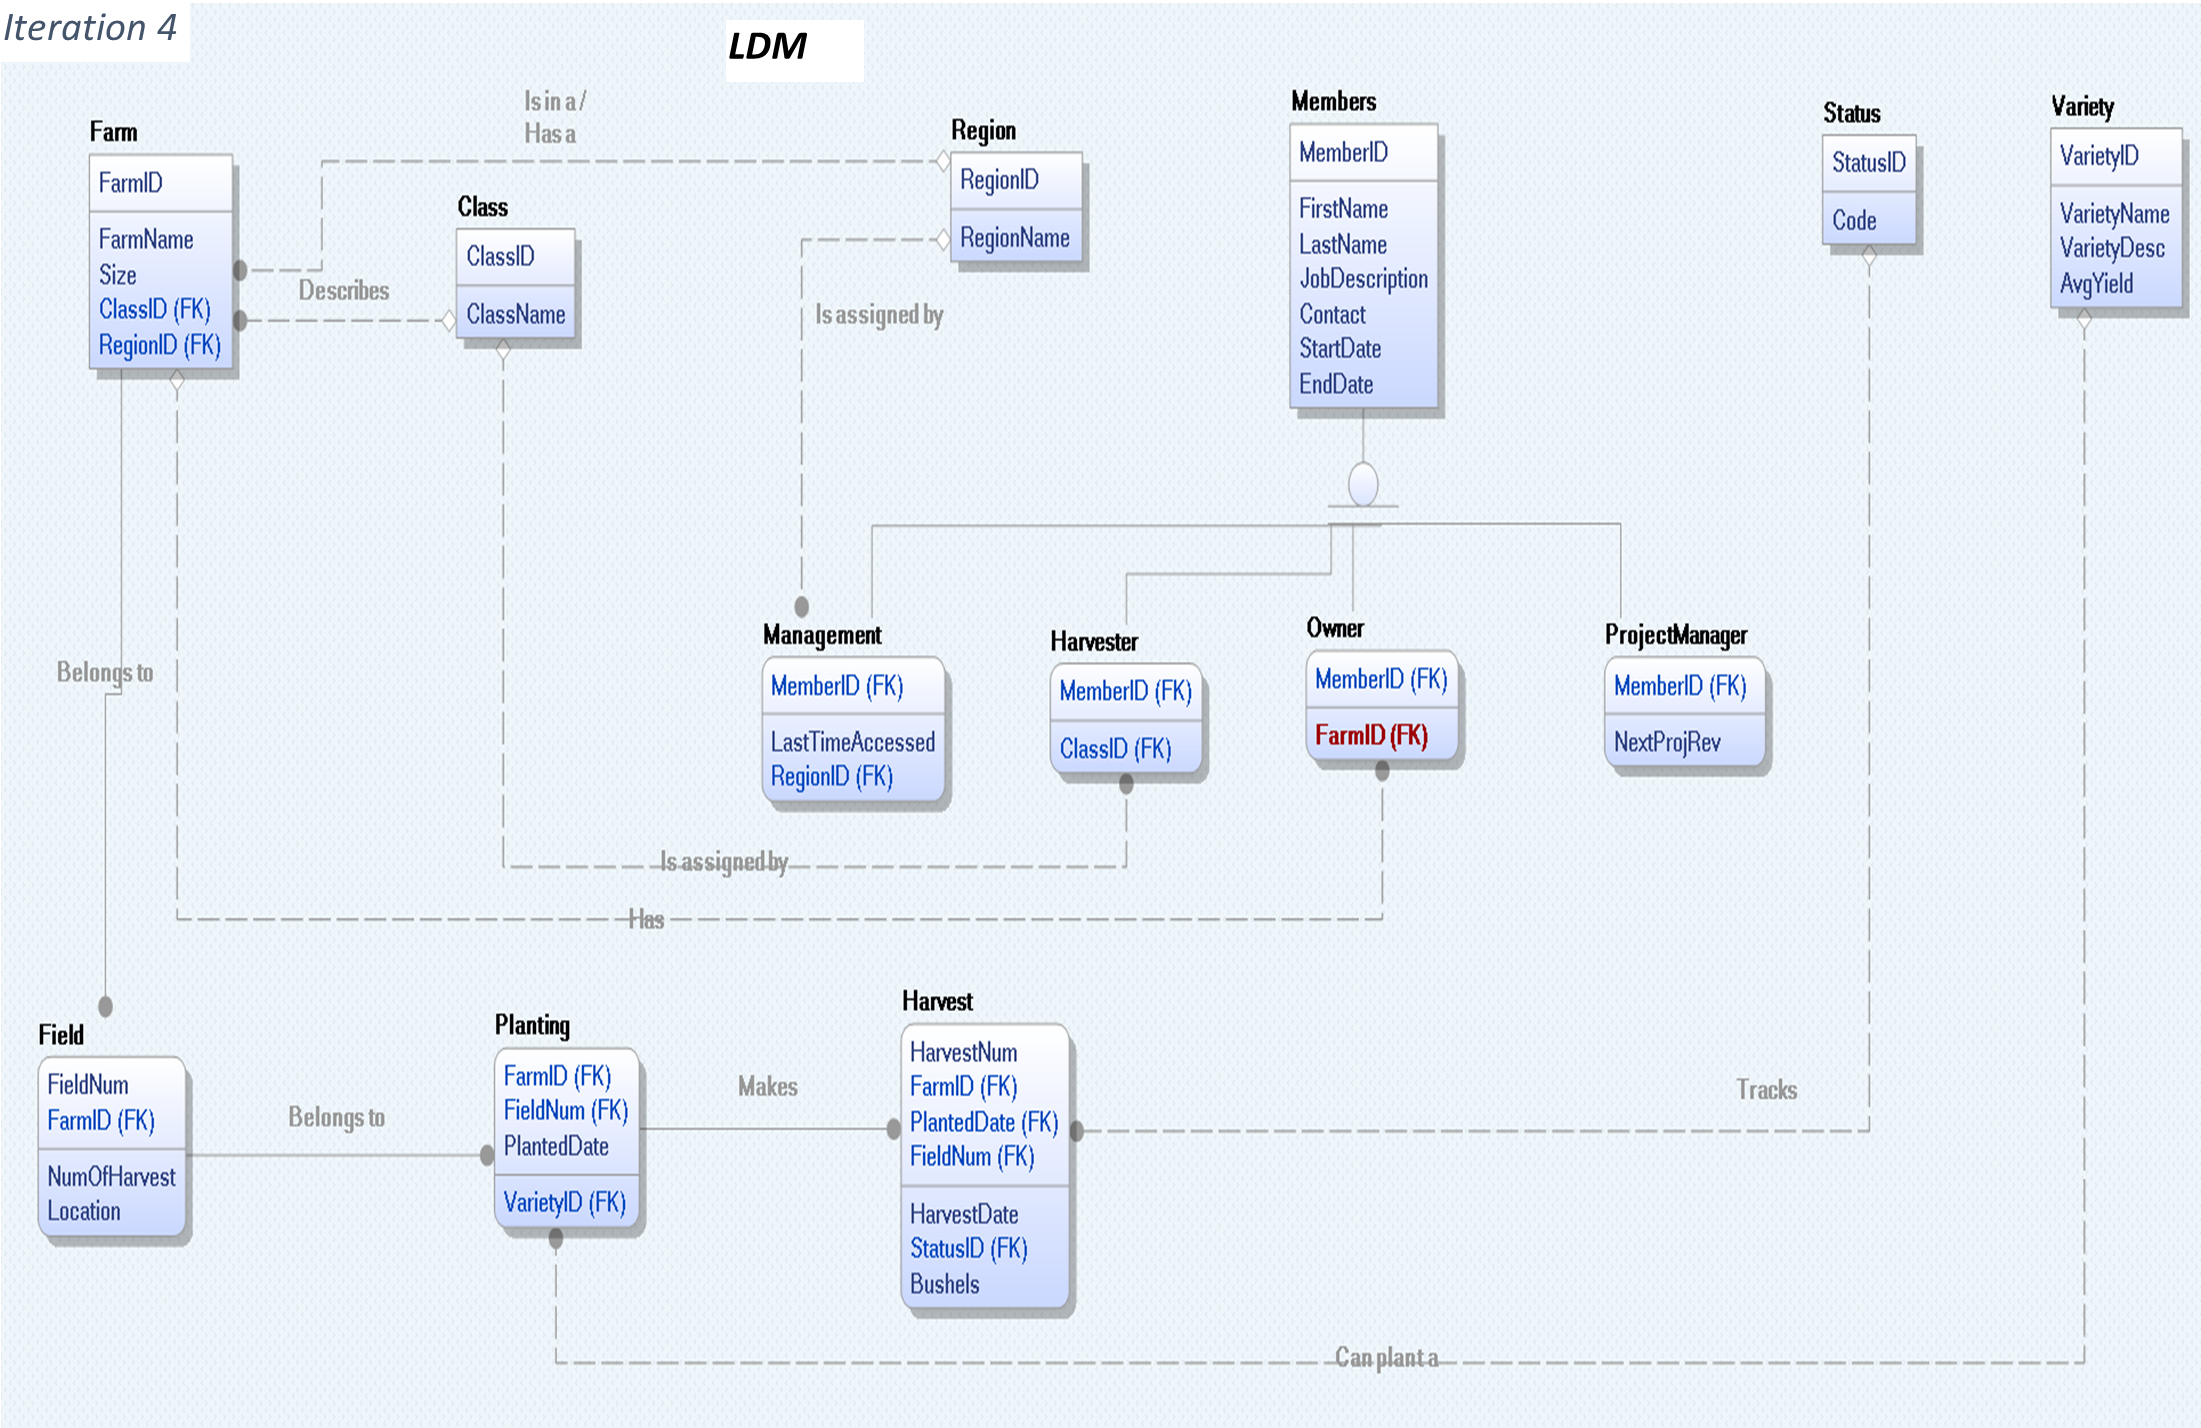 Iteration 4
LDM
Is in a /
Has a
Farm
FarmID
FarmName
Size
ClassID (FK)
RegionID (FK)
Describes
Class
ClassID
ClassName
Region
RegionID
RegionName
Is assigned by
Members
MemberID
FirstName
LastName
JobDescription
Contact
StartDate
EndDate
Status
StatusID
Code
Variety
VarietyID
VarietyName
VarietyDesc
AvgYield
Belongs to
Management
MemberID (FK)
LastTimeAccessed
RegionID (FK)
Harvester
MemberID (FK)
ClassID (FK)
Owner
MemberID (FK)
FarmID (FK)
ProjectManager
MemberID (FK)
NextProjRev
Is assigned by
Has
Field
FieldNum
FarmID (FK)
NumOfHarvest
Location
Belongs to
Planting
FarmID (FK)
FieldNum (FK)
PlantedDate
VarietyID (FK)
Makes
Harvest
HarvestNum
FarmID (FK)
PlantedDate (FK)
FieldNum (FK)
HarvestDate
StatusID (FK)
Bushels
Tracks
Can plant a